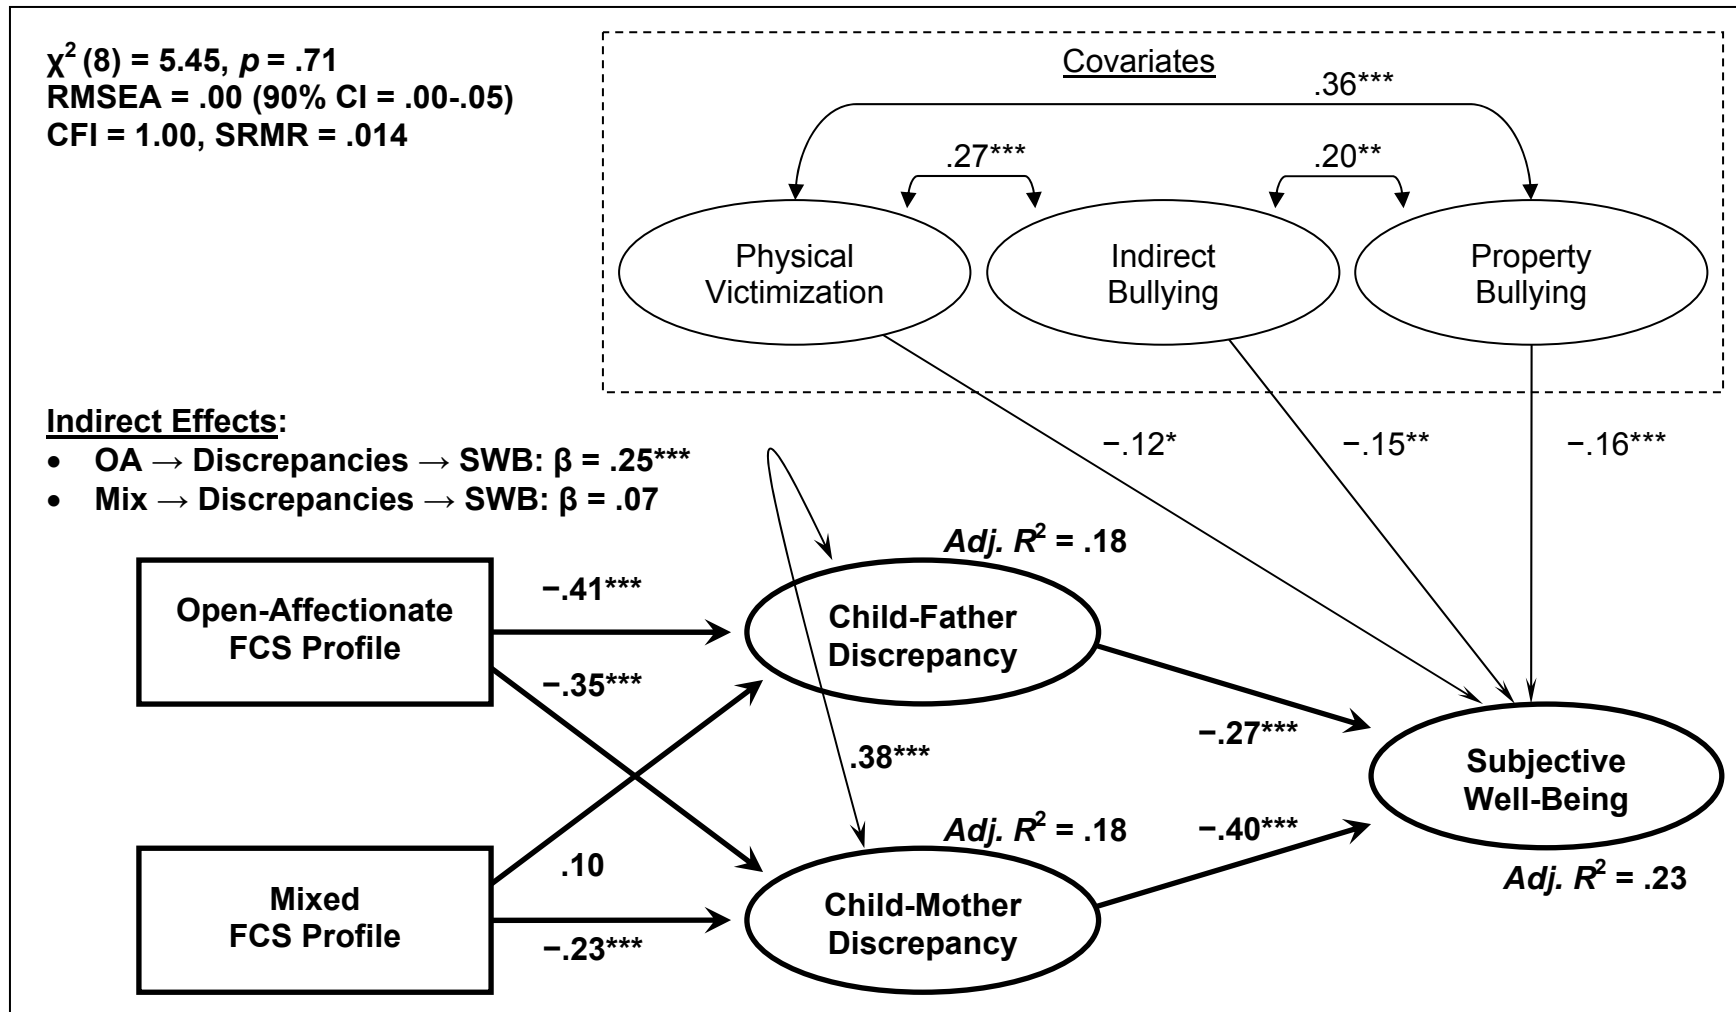 χ² (8) = 5.45, p = .71
RMSEA = .00 (90% CI = .00-.05)
CFI = 1.00, SRMR = .014
Covariates
.36***
.27***
.20**
Physical
Victimization
Indirect
Bullying
Property
Bullying
−.12*
−.15**
−.16***
Indirect Effects:
• OA → Discrepancies → SWB: β = .25***
• Mix → Discrepancies → SWB: β = .07
Open-Affectionate
FCS Profile
−.41***
−.35***
Adj. R² = .18
Child-Father
Discrepancy
−.27***
.38***
Subjective
Well-Being
Adj. R² = .23
Mixed
FCS Profile
.10
−.23***
Adj. R² = .18
Child-Mother
Discrepancy
−.40***